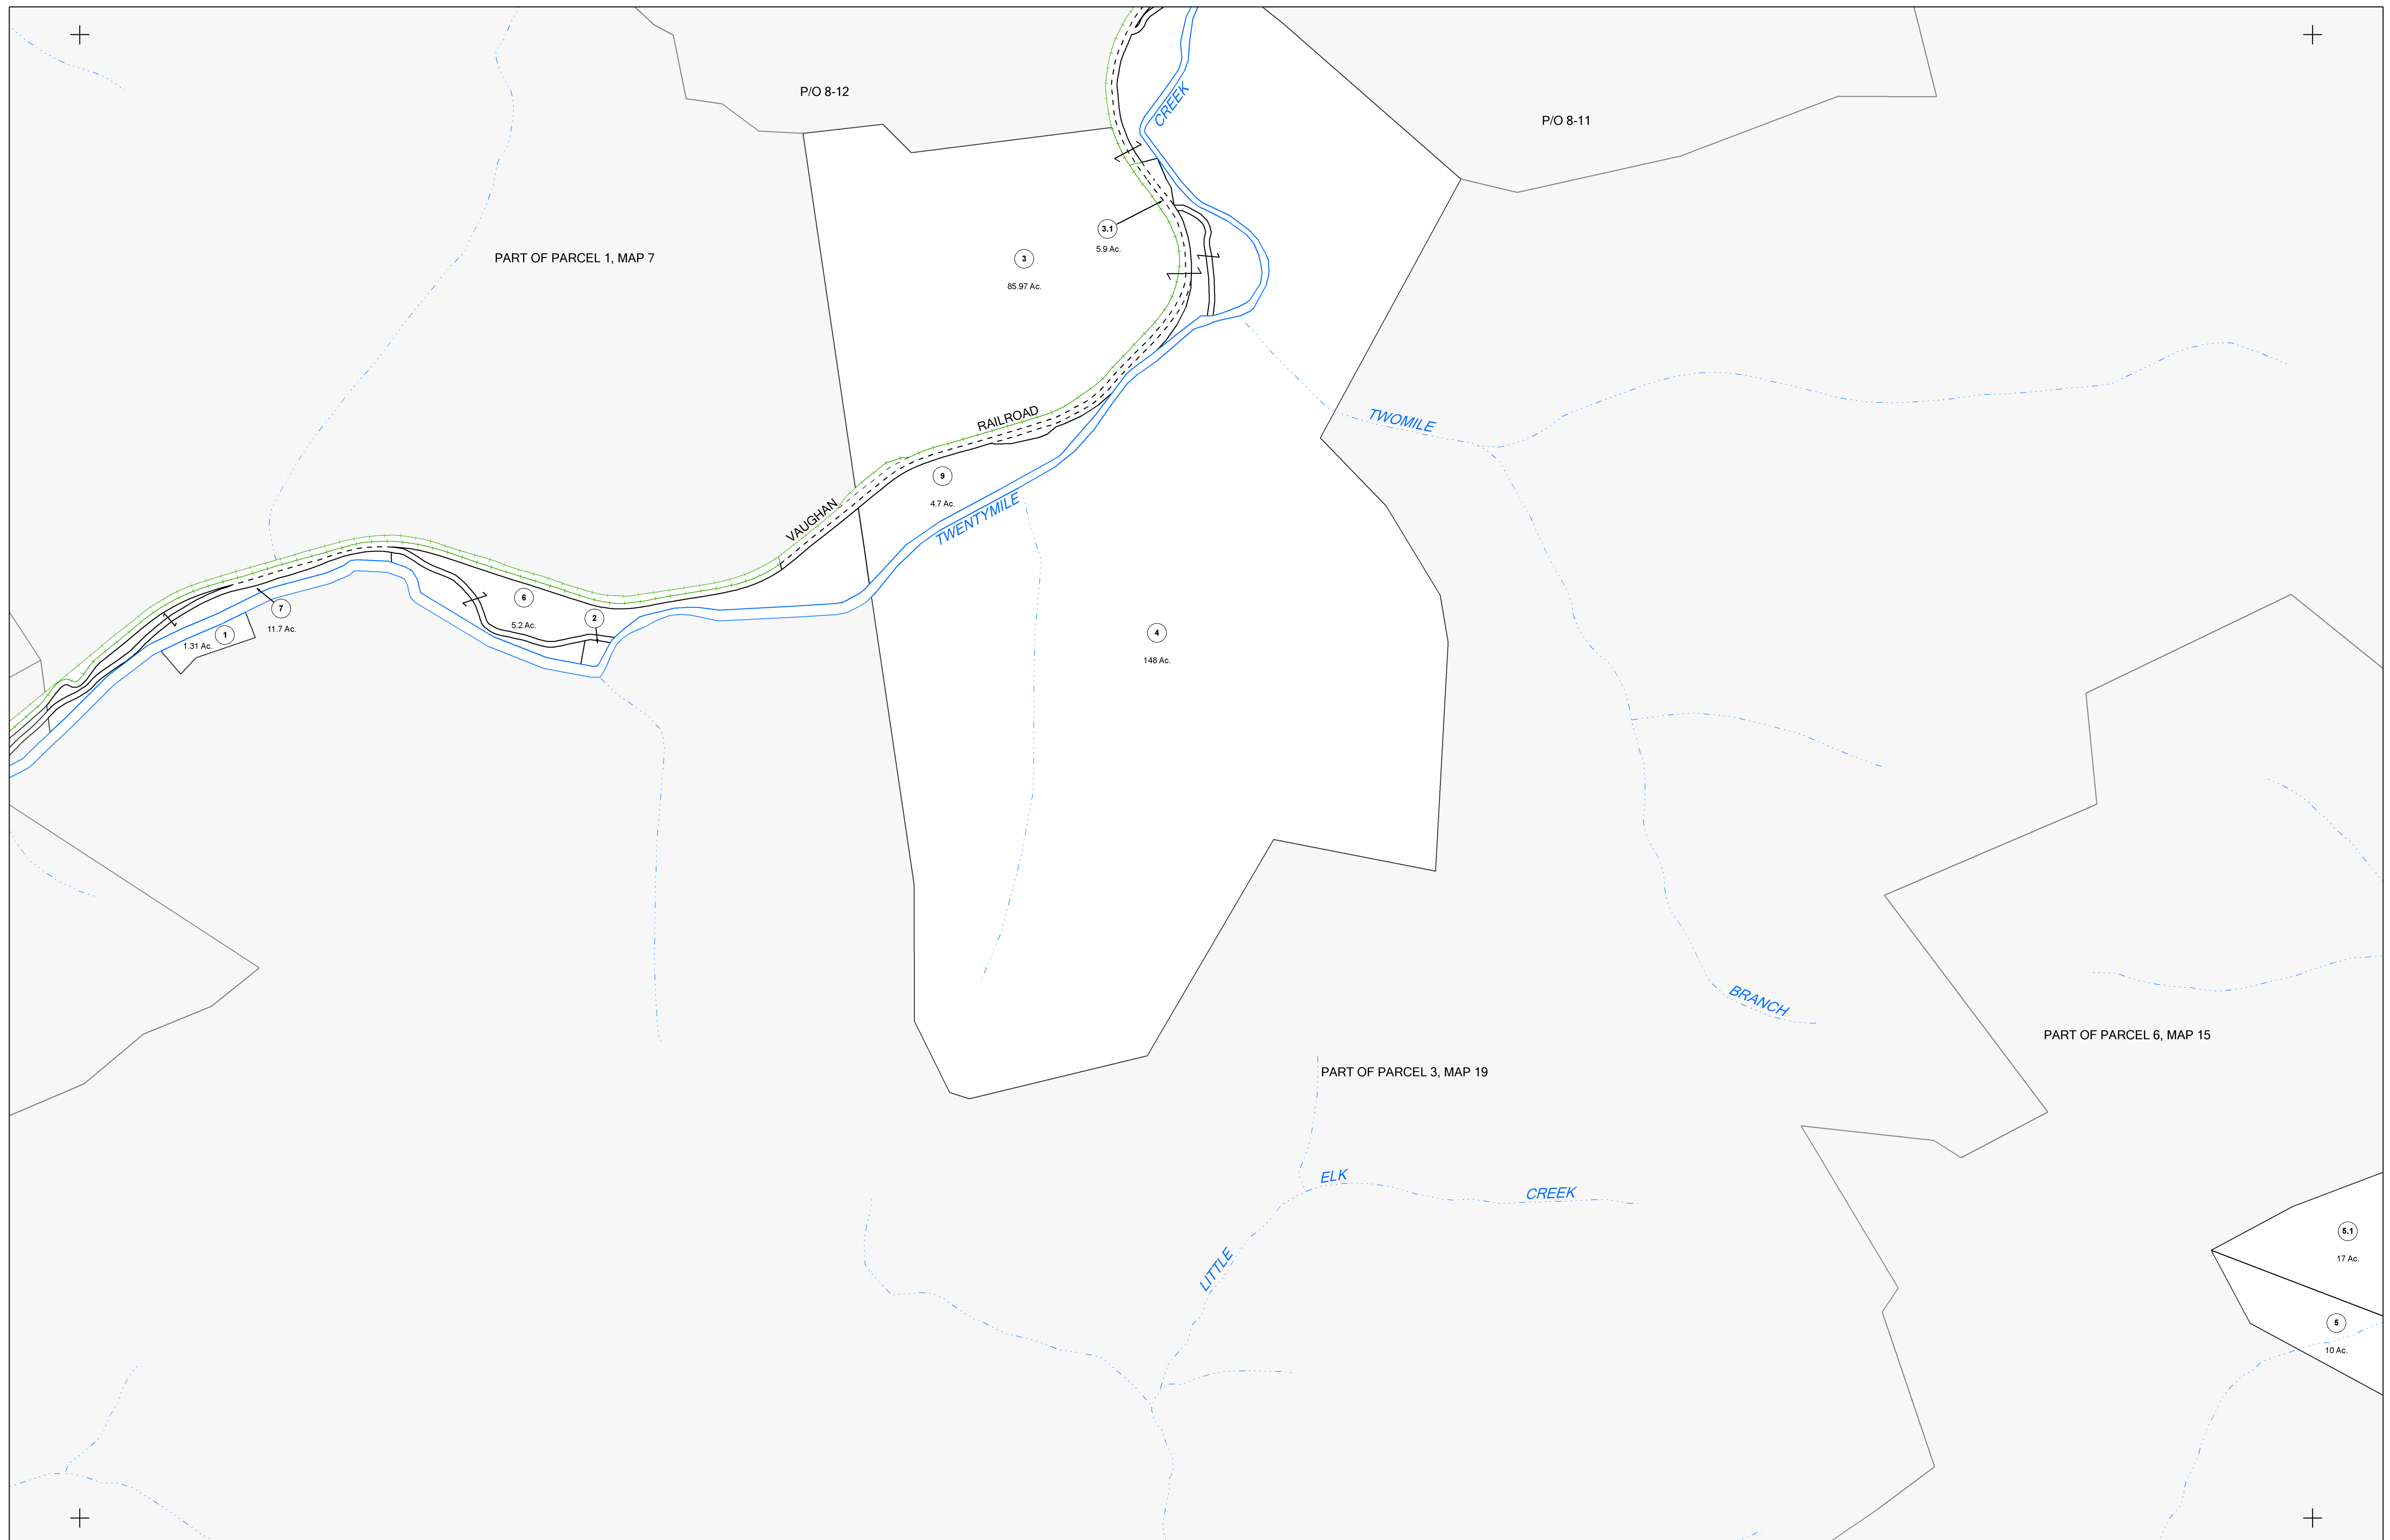 P/O 8-12
CREEK
P/O 8-11
3.1
5.9 Ac.
PART OF PARCEL 1, MAP 7
3
85.97 Ac.
RAILROAD
TWOMILE
9
4.7 Ac.
VAUGHAN
TWENTYMILE
6
5.2 Ac.
2
7
11.7 Ac.
1
1.31 Ac.
4
148 Ac.
BRANCH
PART OF PARCEL 6, MAP 15
PART OF PARCEL 3, MAP 19
ELK
CREEK
LITTLE
5.1
17 Ac.
5
10 Ac.